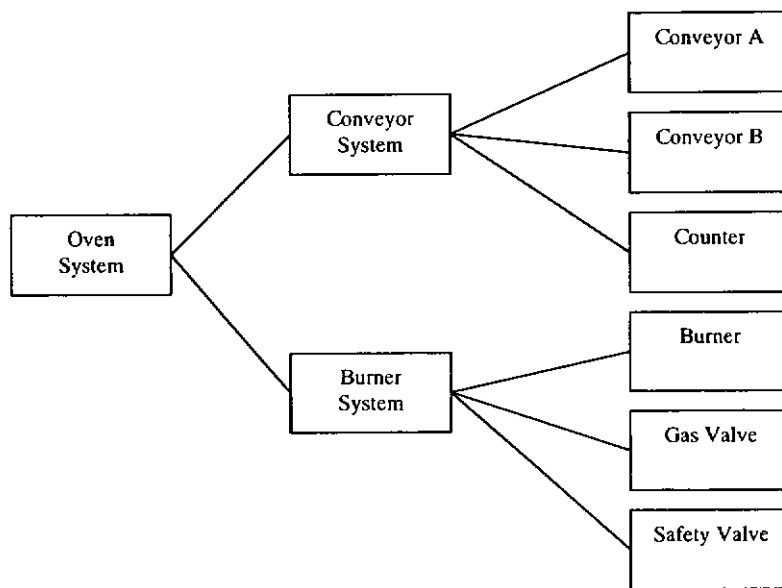 Conveyor A
Conveyor
System
Conveyor B
Counter
Oven
System
Burner
Burner
System
Gas Valve
Safety Valve